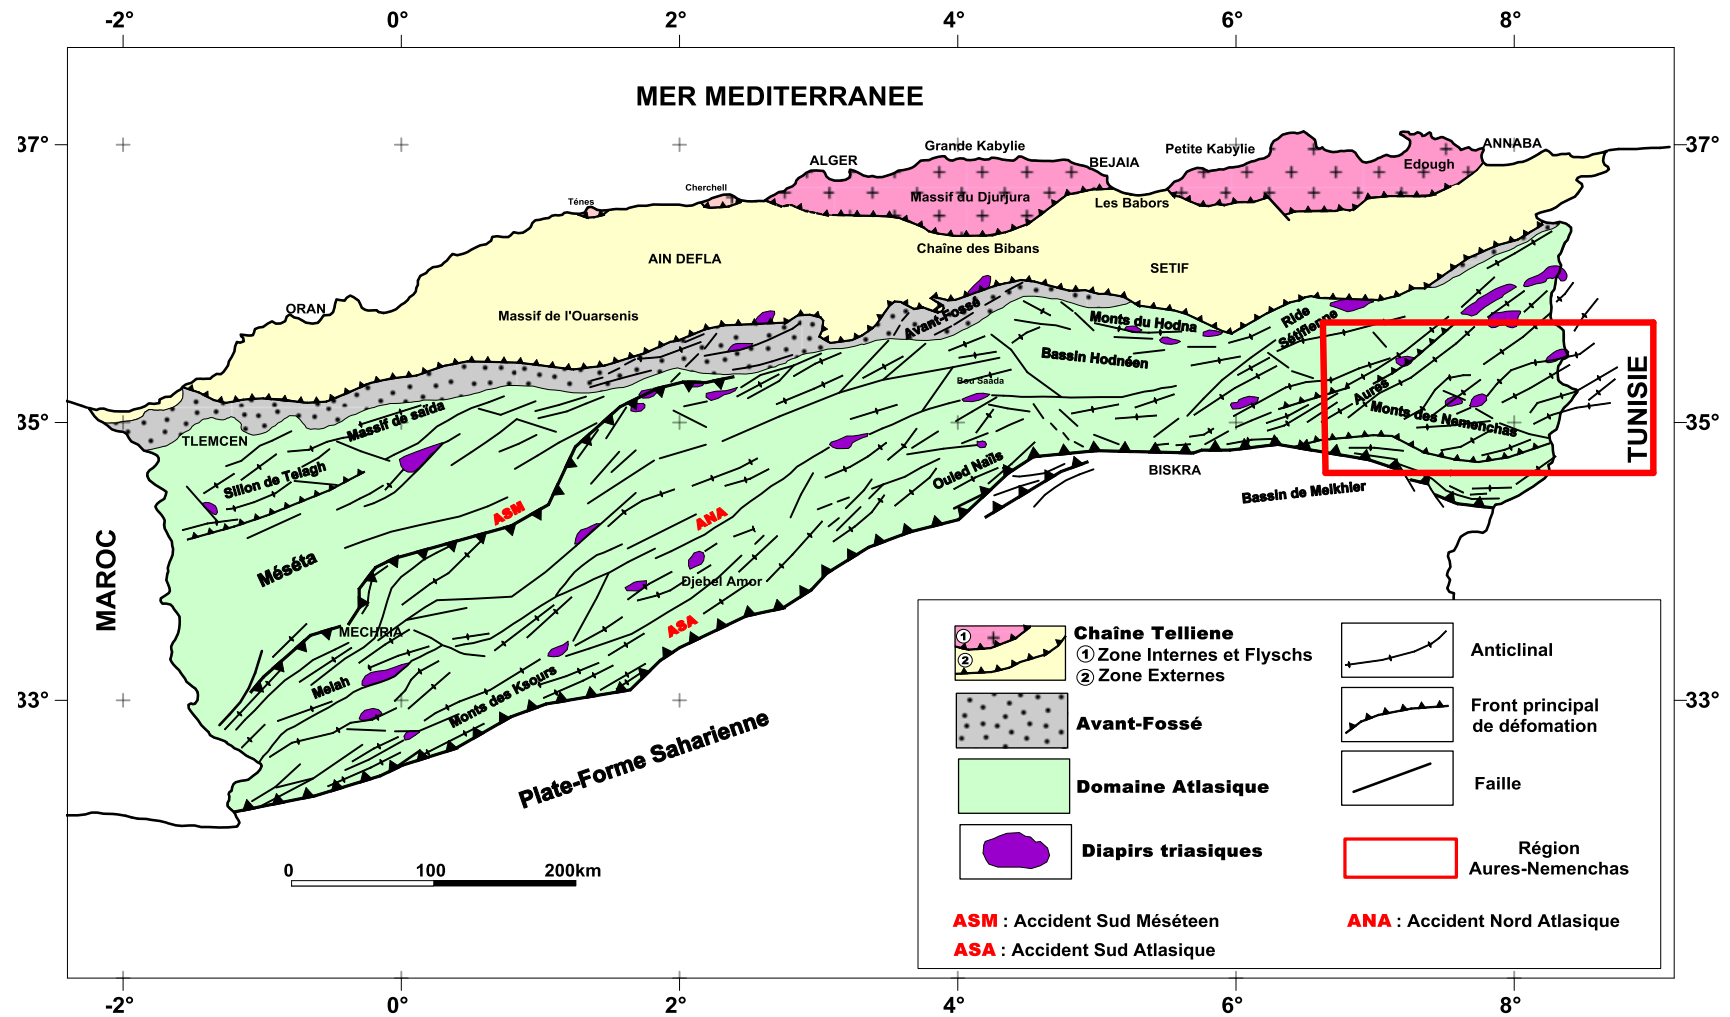 -2° 0° 2° 4° 6° 8°
MER MEDITERRANEE
37° 37°
ALGER
Grande Kabylie
BEJAIA
Petite Kabylie
Edough
ANNABA
Ténes
Cherchell
Massif du Djurjura
Les Babors
Chaîne des Bibans
AIN DEFLA
SETIF
ORAN
Massif de l'Ouarsenis
Avant-Fossé
Monts du Hodna
Ride
Sétifienne
Bassin Hodnéen
Bou Saâda
Aurès
Monts des Nemenchas
TUNISIE
35° 35°
Massif de saïda
TLEMCEN
Sillon de Telagh
ASM
ANA
Ouled Naïls
BISKRA
Bassin de Melkhier
MAROC
Méséta
Djebel Amor
MECHRIA
ASA
Melah
Monts des Ksours
33° 33°
Plate-Forme Saharienne
0 100 200km
1
2
Chaîne Telliene
1 Zone Internes et Flyschs
2 Zone Externes
Avant-Fossé
Domaine Atlasique
Diapirs triasiques
Anticlinal
Front principal
de défomation
Faille
Région
Aures-Nemenchas
ASM : Accident Sud Méséteen
ANA : Accident Nord Atlasique
ASA : Accident Sud Atlasique
-2° 0° 2° 4° 6° 8°